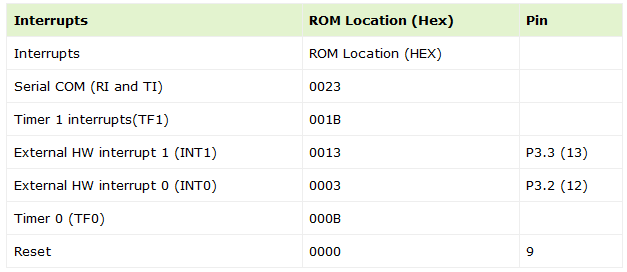 Interrupts ROM Location (Hex) Pin
Interrupts ROM Location (HEX)
Serial COM (RI and TI) 0023
Timer 1 interrupts(TF1) 001B
External HW interrupt 1 (INT1) 0013 P3.3 (13)
External HW interrupt 0 (INT0) 0003 P3.2 (12)
Timer 0 (TF0) 000B
Reset 0000 9